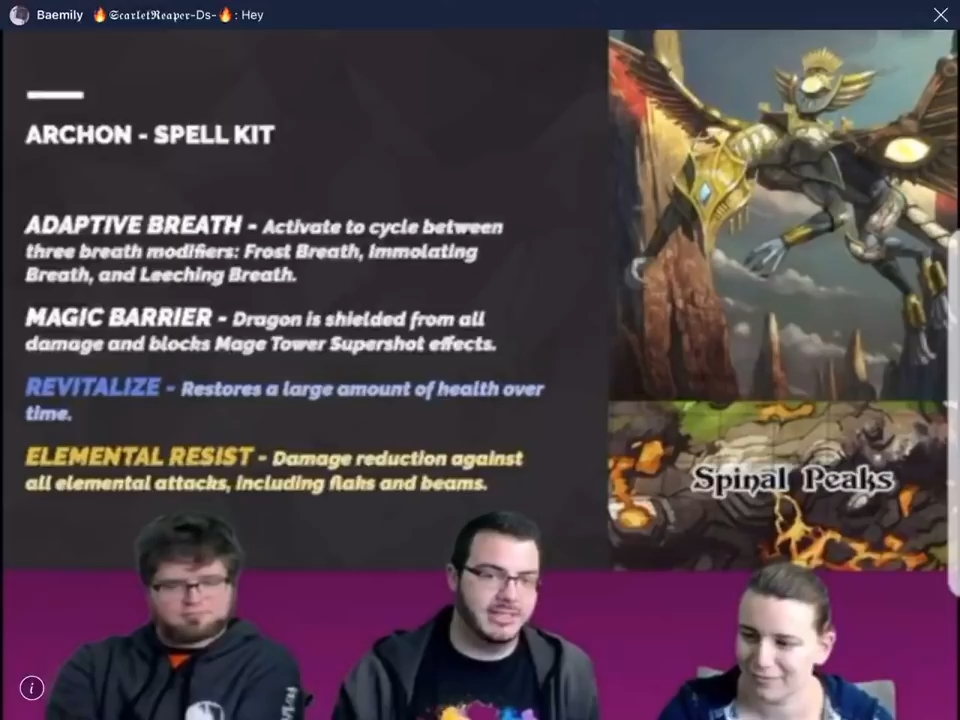 Baemily 🔥𝕾𝖈𝖆𝖗𝖑𝖊𝖙𝕽𝖊𝖆𝖕𝖊𝖗-Ds-🔥: Hey
ARCHON - SPELL KIT
ADAPTIVE BREATH - Activate to cycle between
three breath modifiers: Frost Breath, Immolating
Breath, and Leeching Breath.
MAGIC BARRIER - Dragon is shielded from all
damage and blocks Mage Tower Supershot effects.
REVITALIZE - Restores a large amount of health over
time.
ELEMENTAL RESIST - Damage reduction against
all elemental attacks, including flaks and beams.
Spinal Peaks